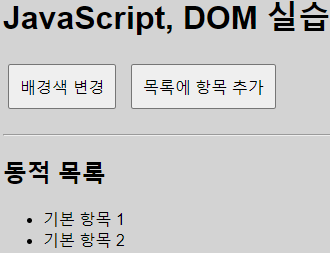 JavaScript, DOM 실습
배경색 변경 목록에 항목 추가
동적 목록
기본 항목 1
기본 항목 2